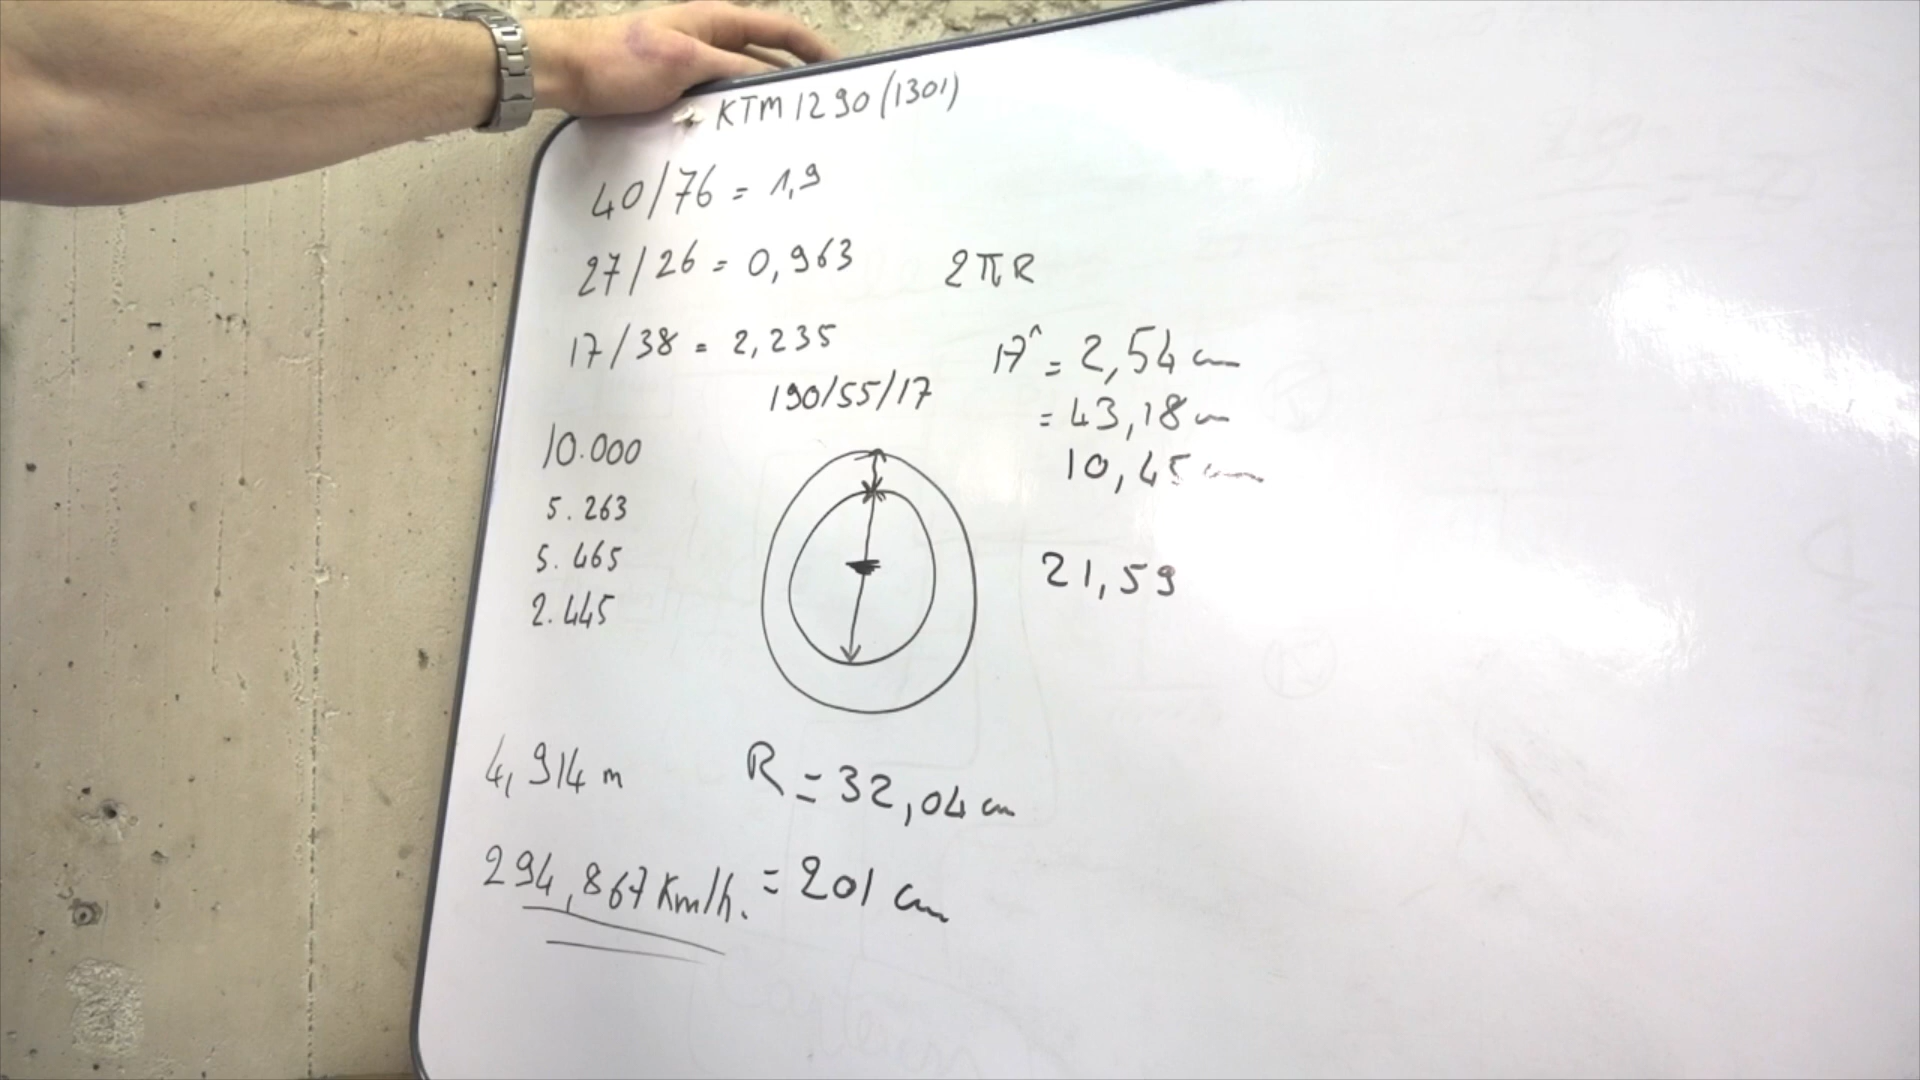 KTM 1290 (1301)
40/76 = 1,9
27/26 = 0,963
2πR
17/38 = 2,235
17" = 2,54 cm
190/55/17
= 43,18 cm
10,45 cm
10.000
5.263
5.465
2.445
21,59
4,914 m
R = 32,04 cm
294,867 Km/h. = 201 cm